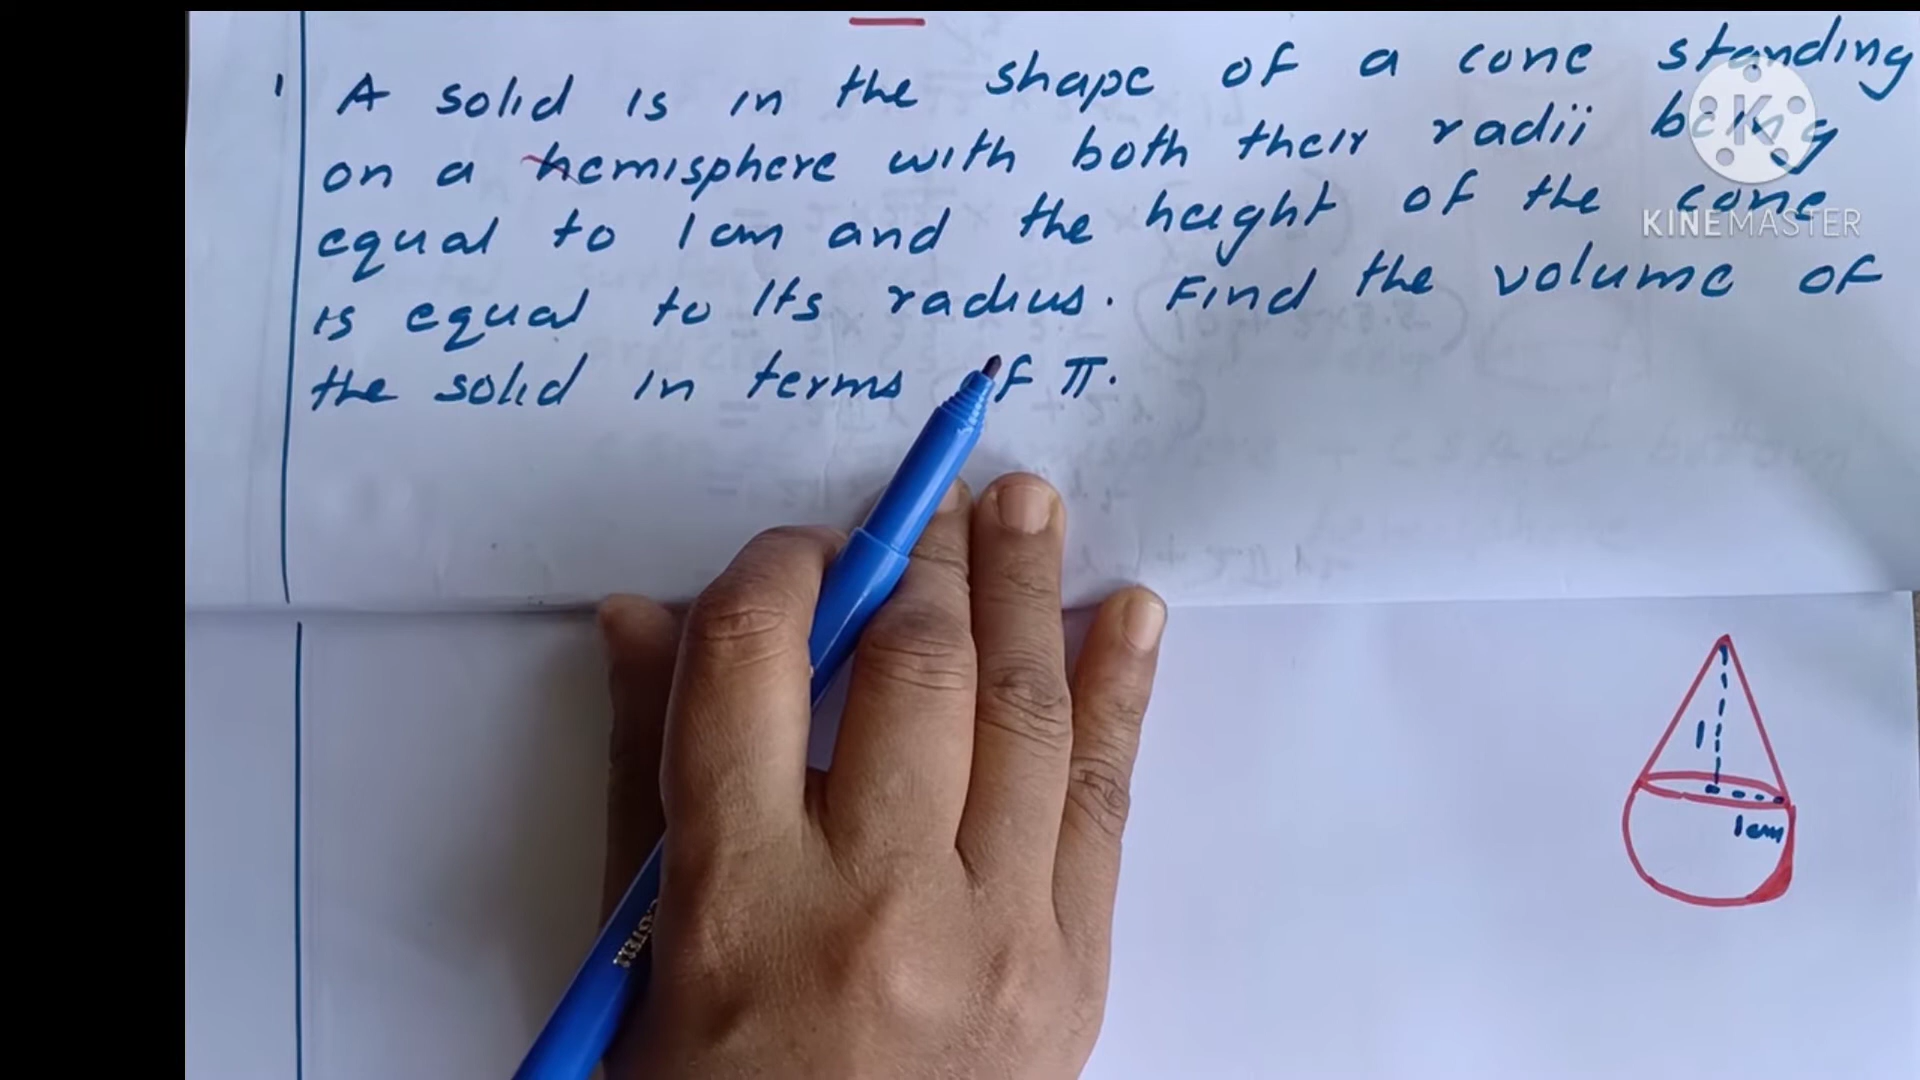 1 A solid is in the shape of a cone standing
on a hemisphere with both their radii being
equal to 1 cm and the height of the cone
is equal to its radius. Find the volume of
the solid in terms of π.
K
KINEMASTER
1
1cm